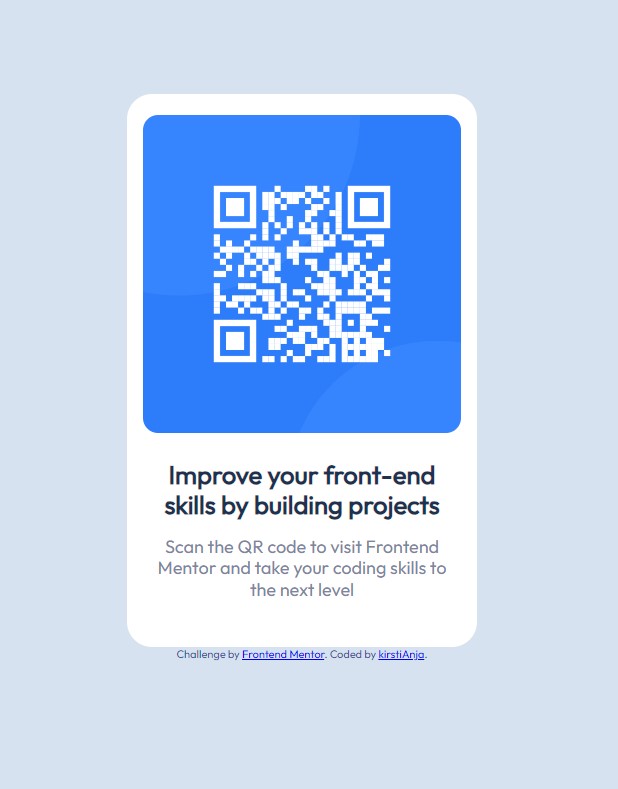 Improve your front-end
skills by building projects
Scan the QR code to visit Frontend
Mentor and take your coding skills to
the next level
Challenge by Frontend Mentor. Coded by kirstiAnja.